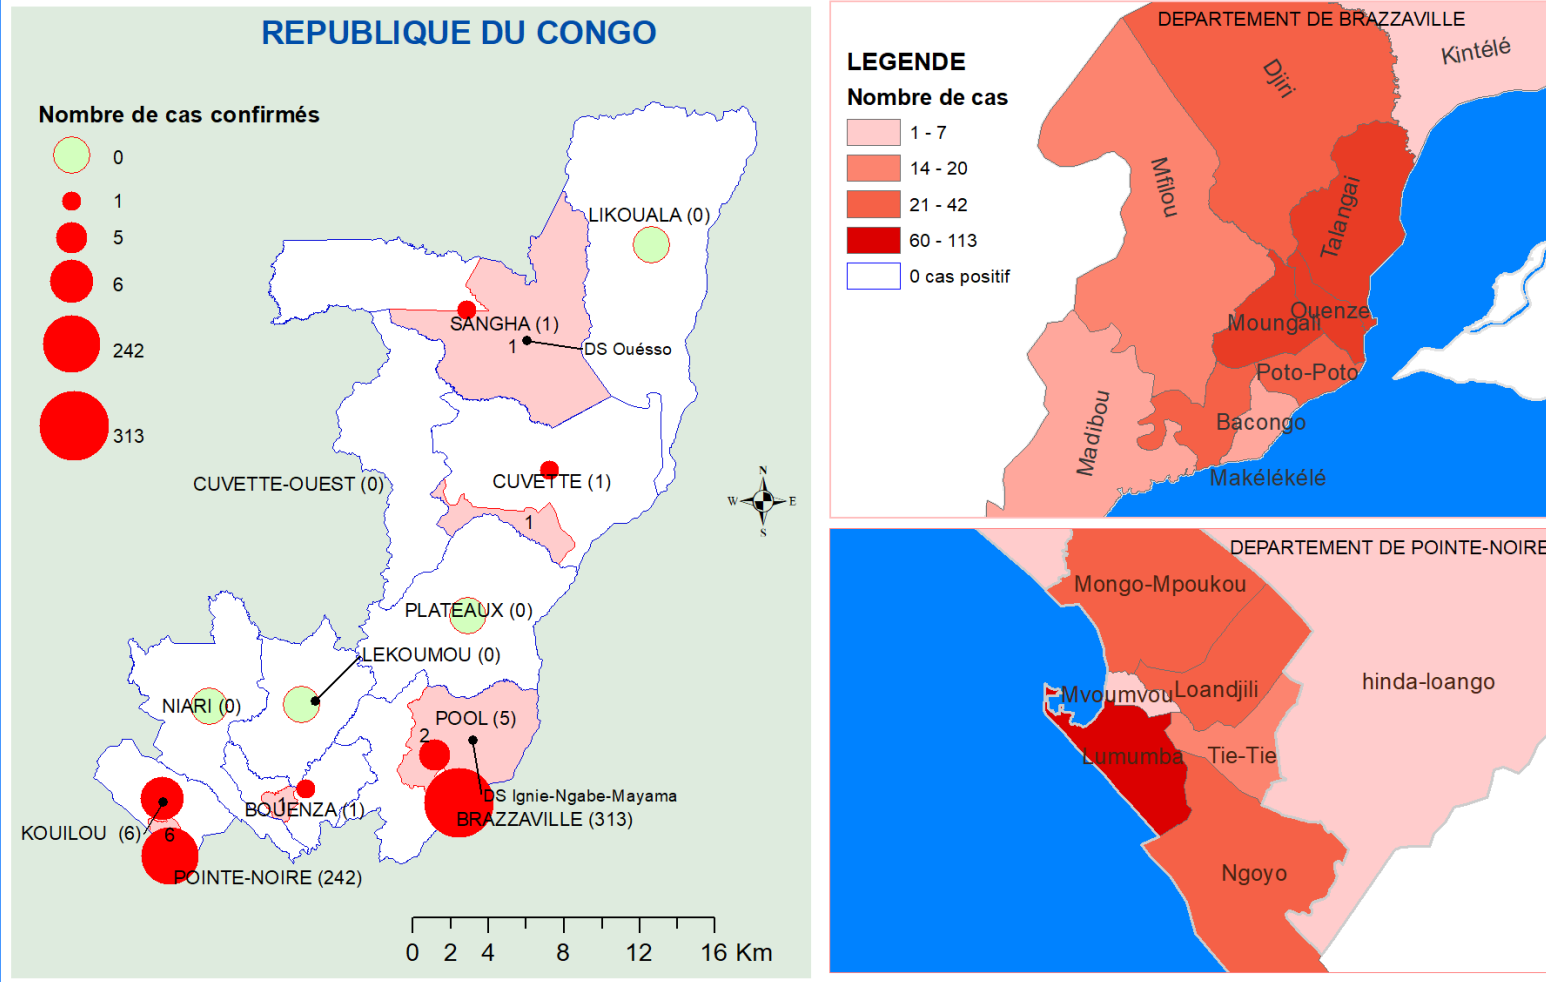 REPUBLIQUE DU CONGO
Nombre de cas confirmés
0
1
5
6
242
313
LIKOUALA (0)
SANGHA (1)
1
DS Ouésso
CUVETTE-OUEST (0)
CUVETTE (1)
1
N
W E
S
PLATEAUX (0)
LEKOUMOU (0)
NIARI (0)
POOL (5)
2
DS Ignie-Ngabe-Mayama
BRAZZAVILLE (313)
1
BOUENZA (1)
KOUILOU (6)
6
POINTE-NOIRE (242)
0 2 4 8 12 16 Km
DEPARTEMENT DE BRAZZAVILLE
LEGENDE
Nombre de cas
1 - 7
14 - 20
21 - 42
60 - 113
0 cas positif
Kintélé
Djiri
Mfilou
Talangai
Ouenze
Moungali
Poto-Poto
Bacongo
Madibou
Makélékélé
DEPARTEMENT DE POINTE-NOIRE
Mongo-Mpoukou
hinda-loango
Mvoumvou
Loandjili
Lumumba
Tie-Tie
Ngoyo